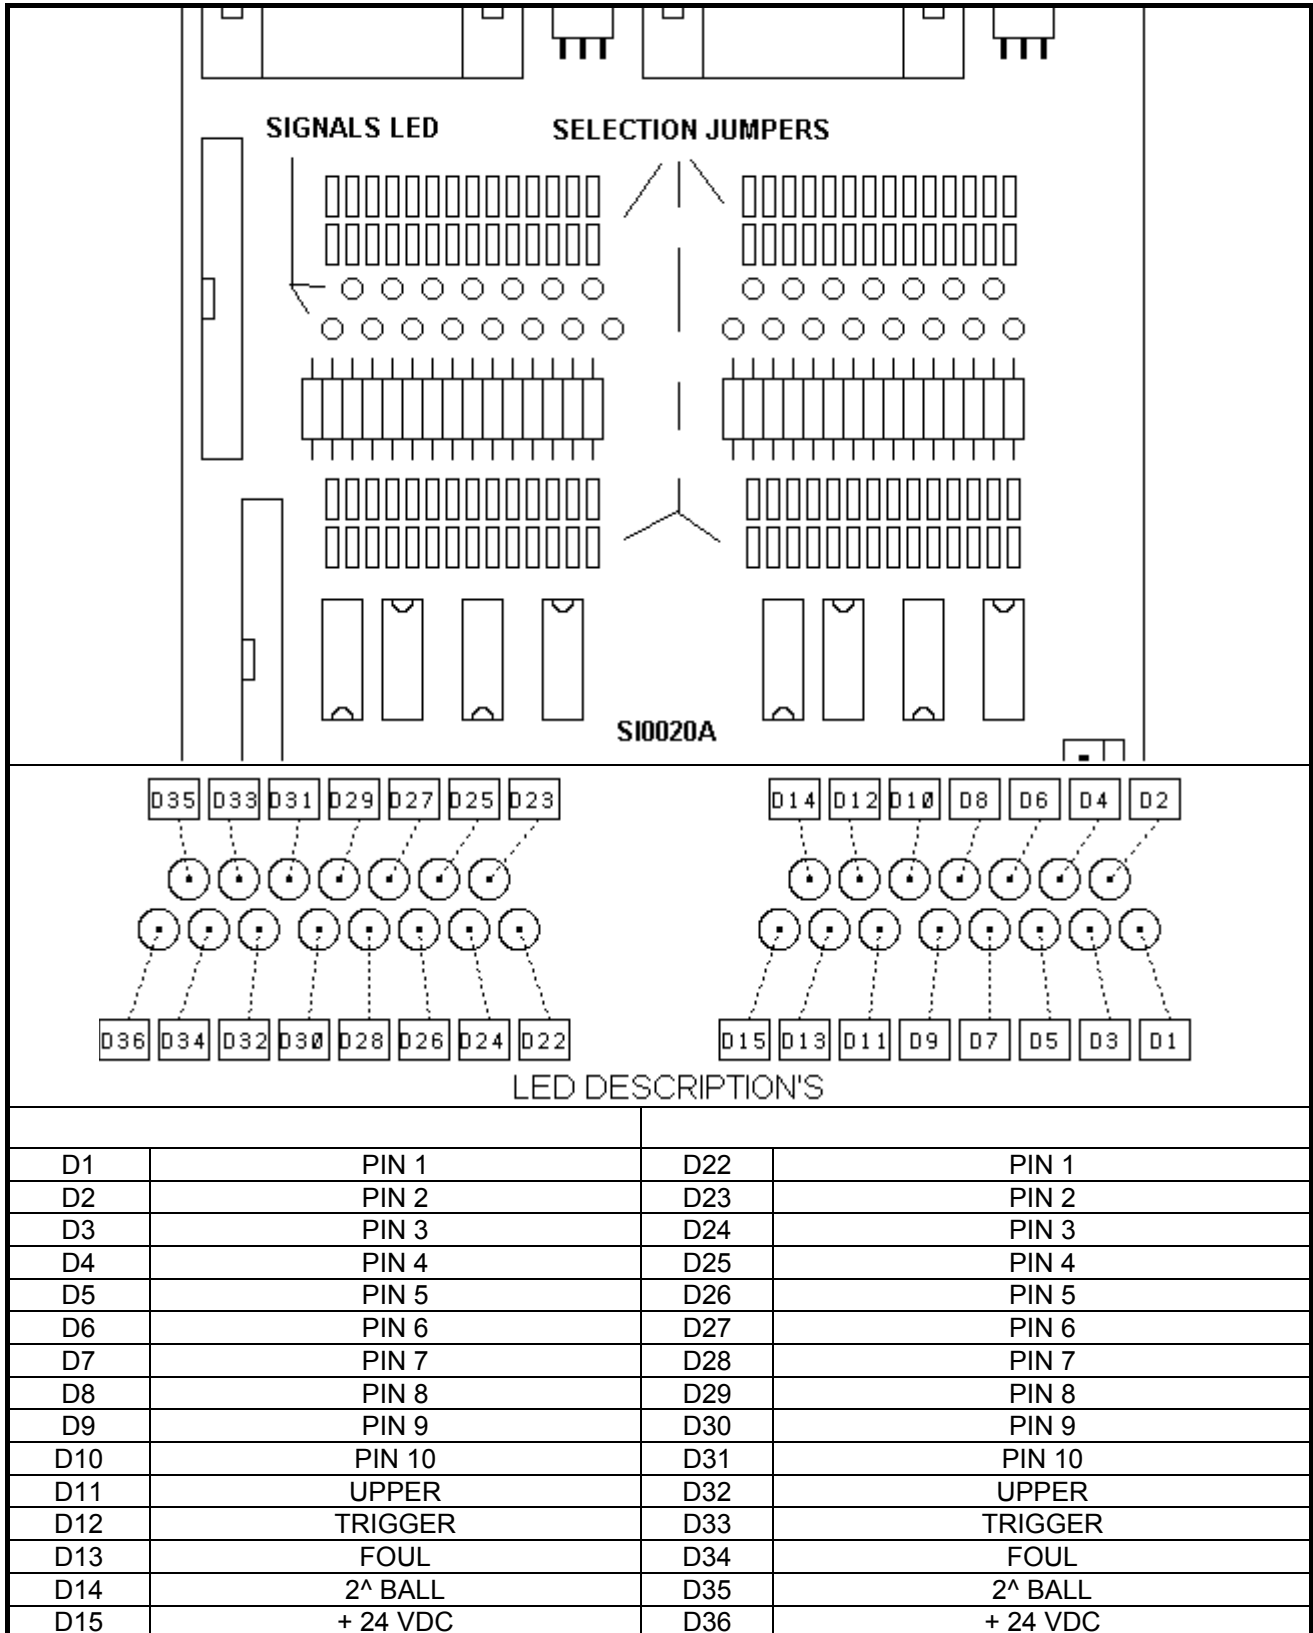 SIGNALS LED SELECTION JUMPERS
SI0020A
D35 D33 D31 D29 D27 D25 D23 D14 D12 D10 D8 D6 D4 D2
D36 D34 D32 D30 D28 D26 D24 D22 D15 D13 D11 D9 D7 D5 D3 D1
LED DESCRIPTION'S
D1 PIN 1 D22 PIN 1
D2 PIN 2 D23 PIN 2
D3 PIN 3 D24 PIN 3
D4 PIN 4 D25 PIN 4
D5 PIN 5 D26 PIN 5
D6 PIN 6 D27 PIN 6
D7 PIN 7 D28 PIN 7
D8 PIN 8 D29 PIN 8
D9 PIN 9 D30 PIN 9
D10 PIN 10 D31 PIN 10
D11 UPPER D32 UPPER
D12 TRIGGER D33 TRIGGER
D13 FOUL D34 FOUL
D14 2^ BALL D35 2^ BALL
D15 + 24 VDC D36 + 24 VDC